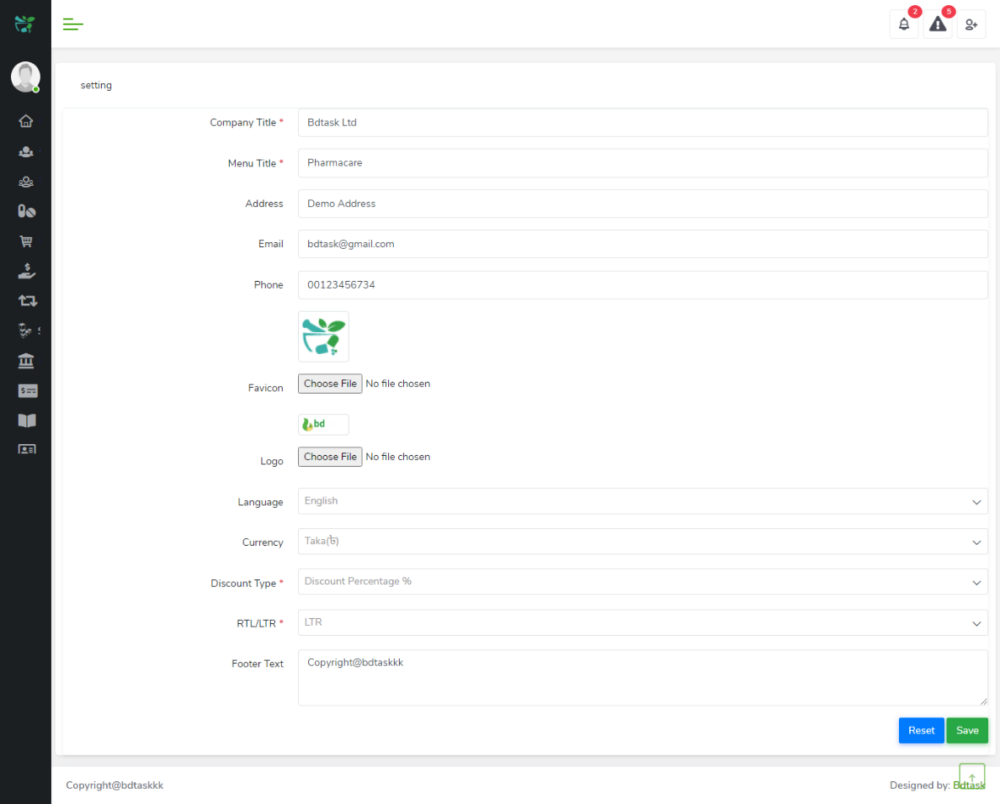 2
5
setting
Company Title *
Bdtask Ltd
Menu Title *
Pharmacare
Address
Demo Address
Email
bdtask@gmail.com
Phone
00123456734
Favicon
Choose File No file chosen
bd
Logo
Choose File No file chosen
Language
English
Currency
Taka(৳)
Discount Type *
Discount Percentage %
RTL/LTR *
LTR
Footer Text
Copyright@bdtaskkk
Reset
Save
Copyright@bdtaskkk
Designed by: Bdtask